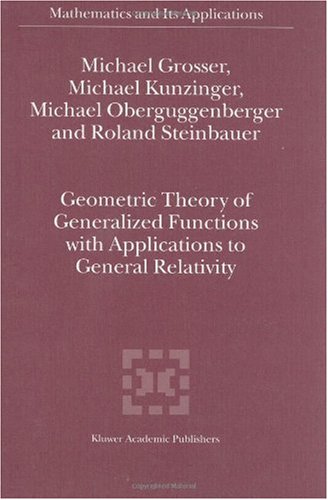 Mathematics and Its Applications
Michael Grosser,
Michael Kunzinger,
Michael Oberguggenberger
and Roland Steinbauer
Geometric Theory of
Generalized Functions
with Applications to
General Relativity
Kluwer Academic Publishers